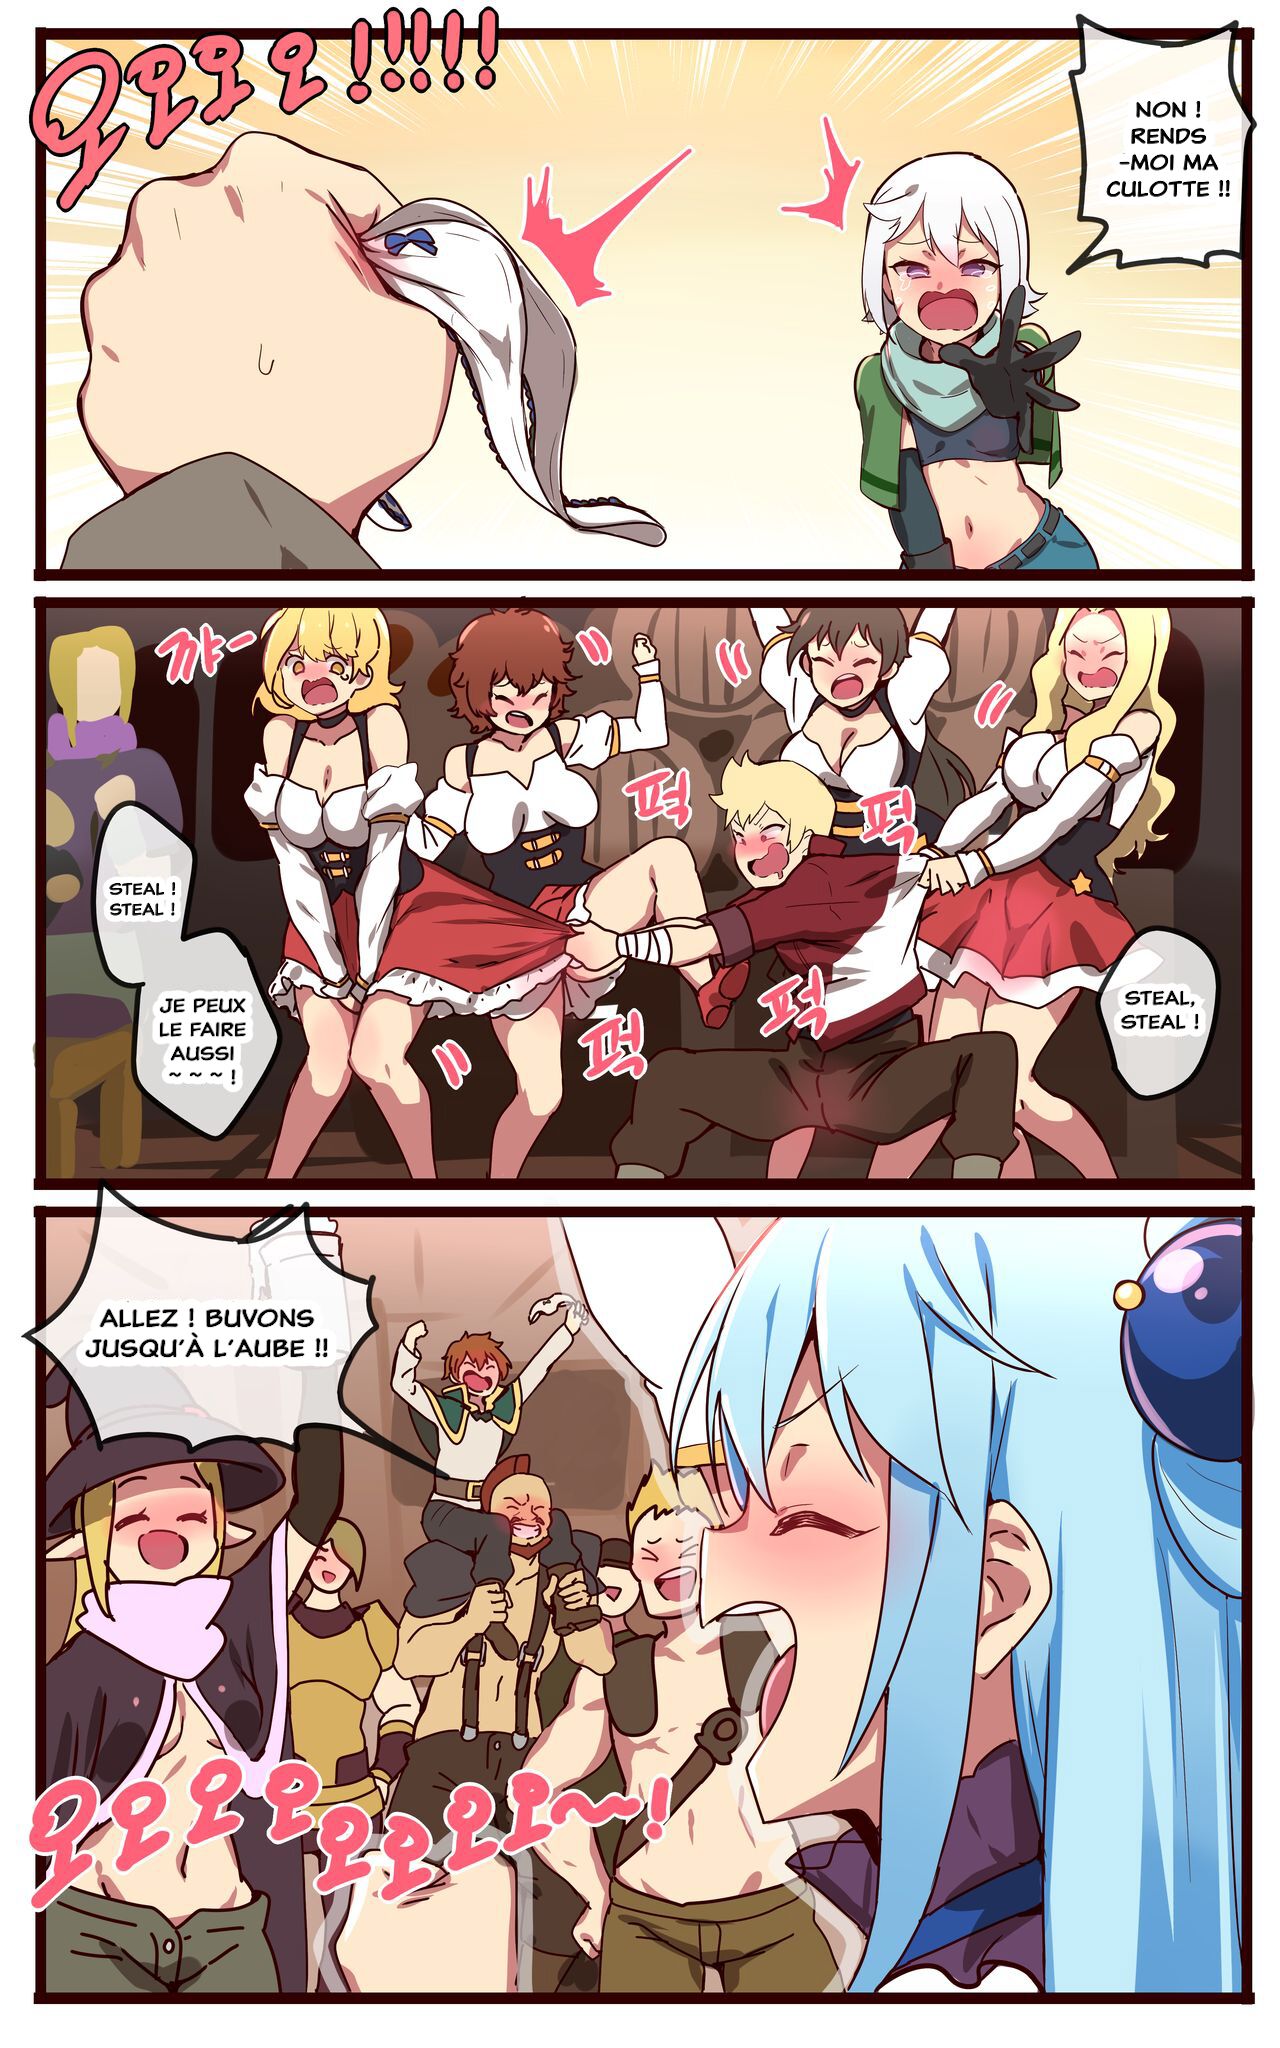 오오오오!!!!!
NON !
RENDS
-MOI MA
CULOTTE !!
꺄-
퍽
퍽
STEAL !
STEAL !
JE PEUX
LE FAIRE
AUSSI
~ ~ ~ !
퍽
퍽
STEAL,
STEAL !
ALLEZ ! BUVONS
JUSQU'À L'AUBE !!
오오오오오오오오~!